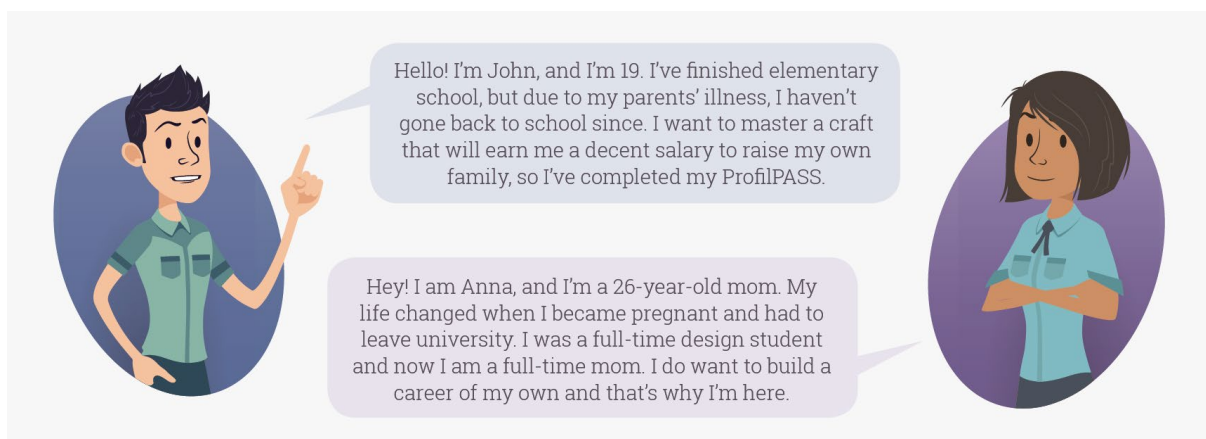 Hello! I’m John, and I’m 19. I’ve finished elementary
school, but due to my parents’ illness, I haven’t
gone back to school since. I want to master a craft
that will earn me a decent salary to raise my own
family, so I’ve completed my ProfilPASS.
Hey! I am Anna, and I’m a 26-year-old mom. My
life changed when I became pregnant and had to
leave university. I was a full-time design student
and now I am a full-time mom. I do want to build a
career of my own and that’s why I’m here.